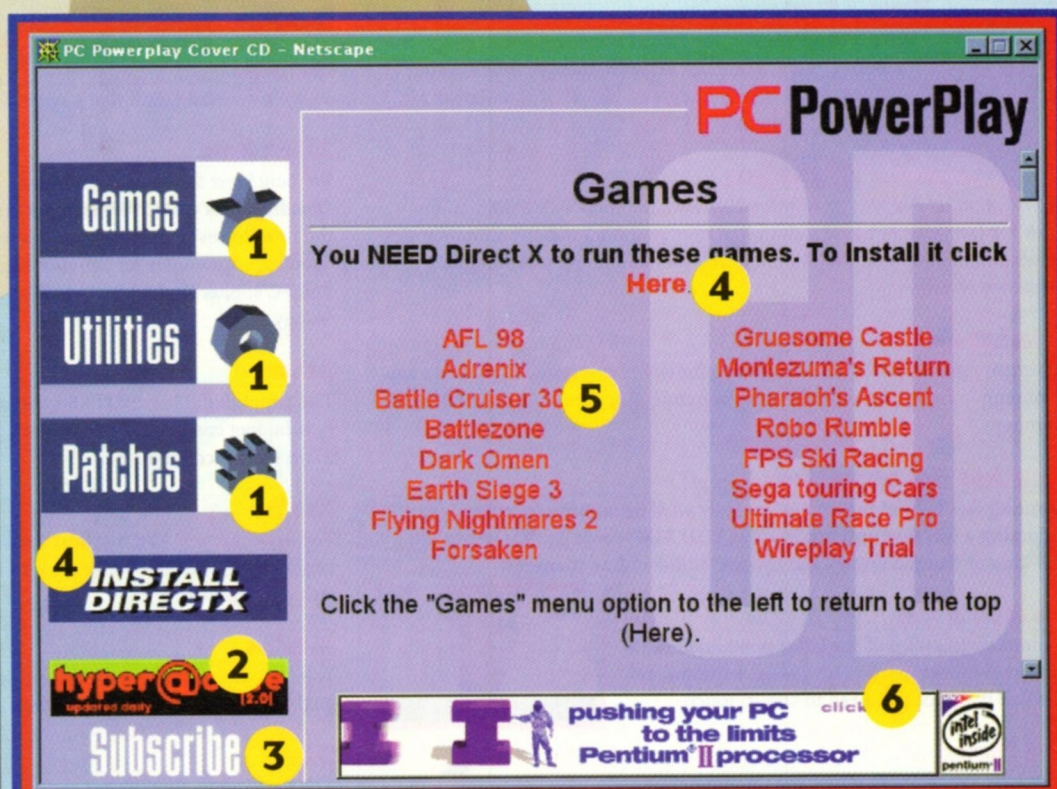 PC Powerplay Cover CD - Netscape
PC PowerPlay
CD
Games
1
Utilities
1
Patches
1
4
INSTALL
DIRECTX
2
hyper@
updated daily
[2.0]
Subscribe
3
Games
You NEED Direct X to run these games. To Install it click
Here.
4
AFL 98
Adrenix
Battle Cruiser 30
5
Battlezone
Dark Omen
Earth Siege 3
Flying Nightmares 2
Forsaken
Gruesome Castle
Montezuma's Return
Pharaoh's Ascent
Robo Rumble
FPS Ski Racing
Sega touring Cars
Ultimate Race Pro
Wireplay Trial
Click the "Games" menu option to the left to return to the top
(Here).
6
pushing your PC
to the limits
Pentium® II processor
click
intel
inside
pentium® II